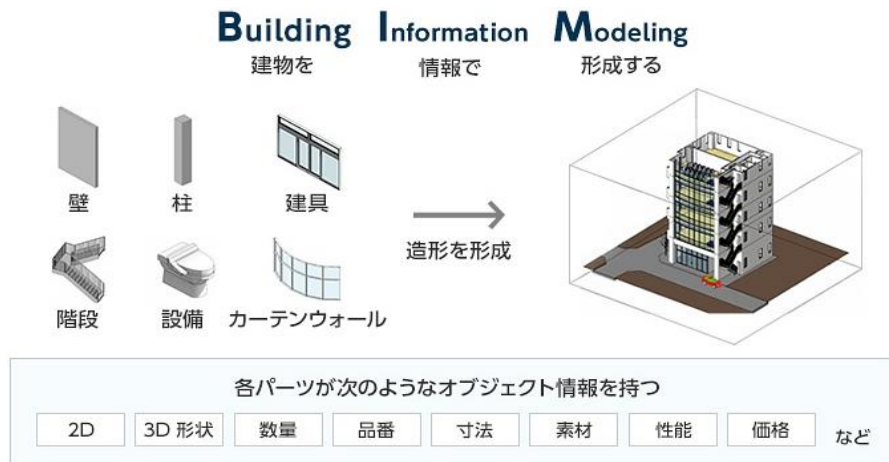 Building Information Modeling
建物を 情報で 形成する
壁 柱 建具
造形を形成
階段 設備 カーテンウォール
各パーツが次のようなオブジェクト情報を持つ
2D 3D 形状 数量 品番 寸法 素材 性能 価格 など